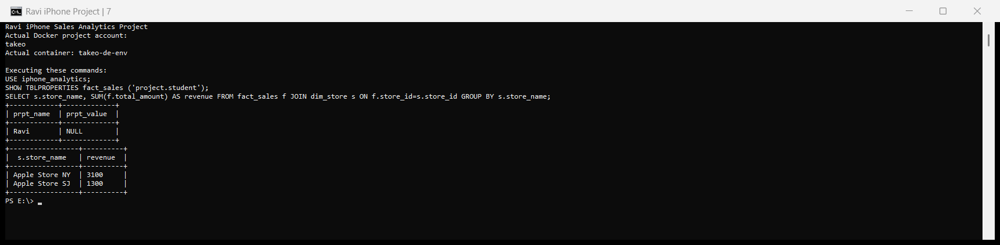 Ravi iPhone Project | 7
Ravi iPhone Sales Analytics Project
Actual Docker project account:
takeo
Actual container: takeo-de-env
Executing these commands:
USE iphone_analytics;
SHOW TBLPROPERTIES fact_sales ('project.student');
SELECT s.store_name, SUM(f.total_amount) AS revenue FROM fact_sales f JOIN dim_store s ON f.store_id=s.store_id GROUP BY s.store_name;
+------------+-------------+
| prpt_name  | prpt_value  |
+------------+-------------+
| Ravi       | NULL        |
+------------+-------------+
+-----------------+----------+
|  s.store_name   | revenue  |
+-----------------+----------+
| Apple Store NY  | 3100     |
| Apple Store SJ  | 1300     |
+-----------------+----------+
PS E:\>